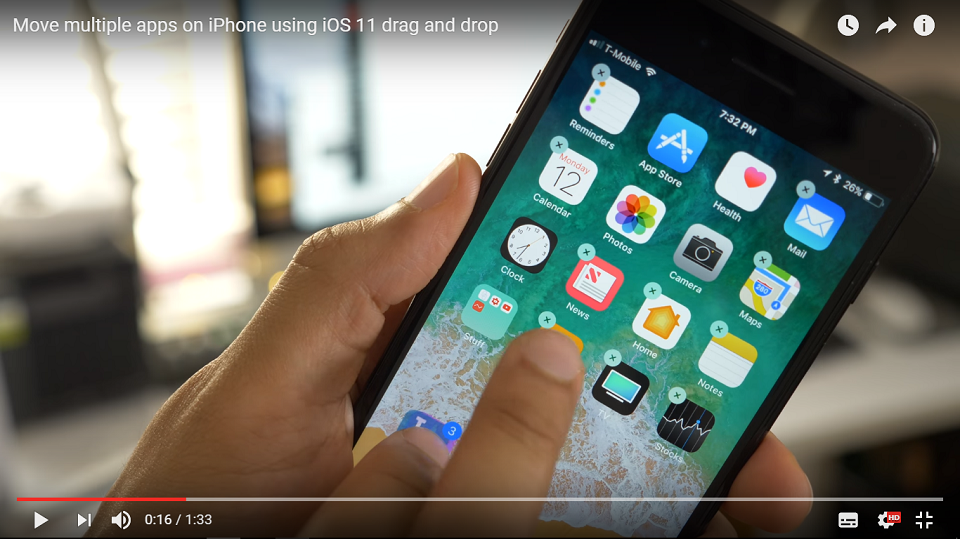 Move multiple apps on iPhone using iOS 11 drag and drop
T-Mobile
7:32 PM
26%
Reminders
App Store
Health
Mail
Monday
12
Calendar
Photos
Camera
Maps
280
Clock
News
Home
Notes
Stuff
Stocks
3
0:16 / 1:33
HD